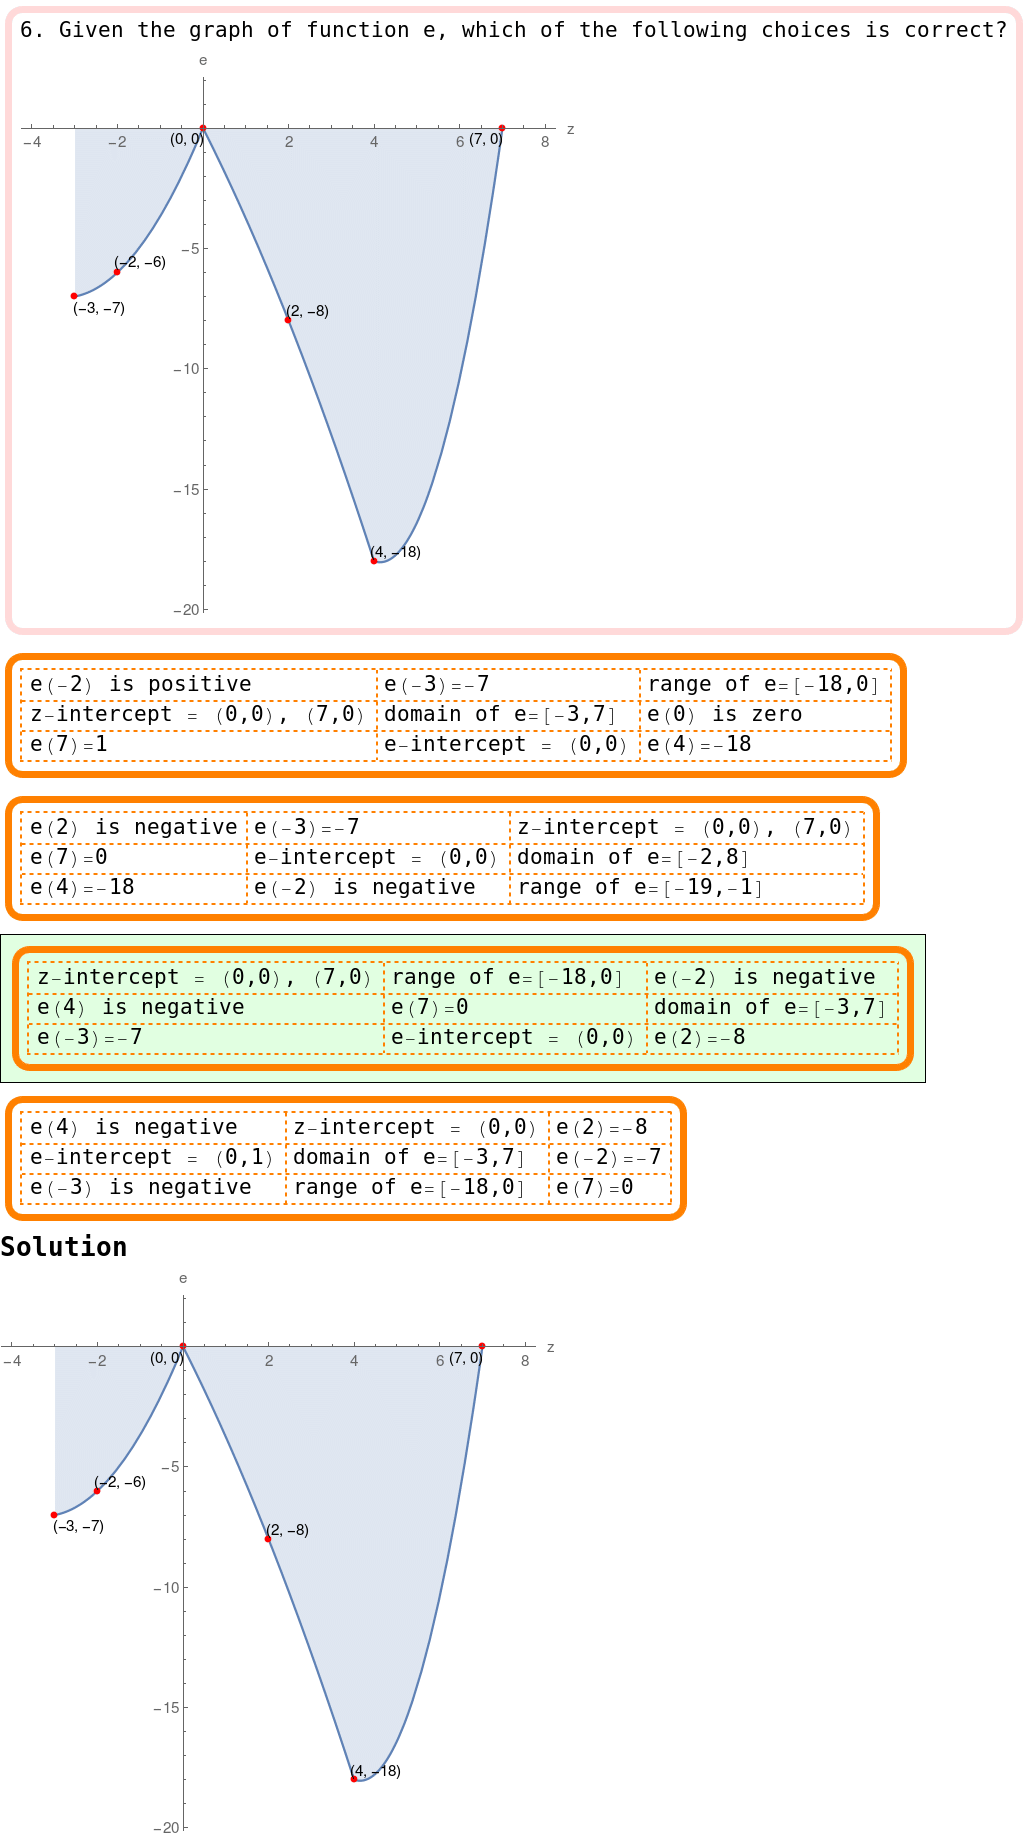 6. Given the graph of function e, which of the following choices is correct?
e
(0, 0) (7, 0) z
−4 −2 2 4 6 8
(−2, −6) −5
(−3, −7) (2, −8)
−10
−15
(4, −18)
−20
e(−2) is positive e(−3)=−7 range of e=[−18,0]
z−intercept = (0,0), (7,0) domain of e=[−3,7] e(0) is zero
e(7)=1 e−intercept = (0,0) e(4)=−18
e(2) is negative e(−3)=−7 z−intercept = (0,0), (7,0)
e(7)=0 e−intercept = (0,0) domain of e=[−2,8]
e(4)=−18 e(−2) is negative range of e=[−19,−1]
z−intercept = (0,0), (7,0) range of e=[−18,0] e(−2) is negative
e(4) is negative e(7)=0 domain of e=[−3,7]
e(−3)=−7 e−intercept = (0,0) e(2)=−8
e(4) is negative z−intercept = (0,0) e(2)=−8
e−intercept = (0,1) domain of e=[−3,7] e(−2)=−7
e(−3) is negative range of e=[−18,0] e(7)=0
Solution
e
(0, 0) (7, 0) z
−4 −2 2 4 6 8
(−2, −6) −5
(−3, −7) (2, −8)
−10
−15
(4, −18)
−20